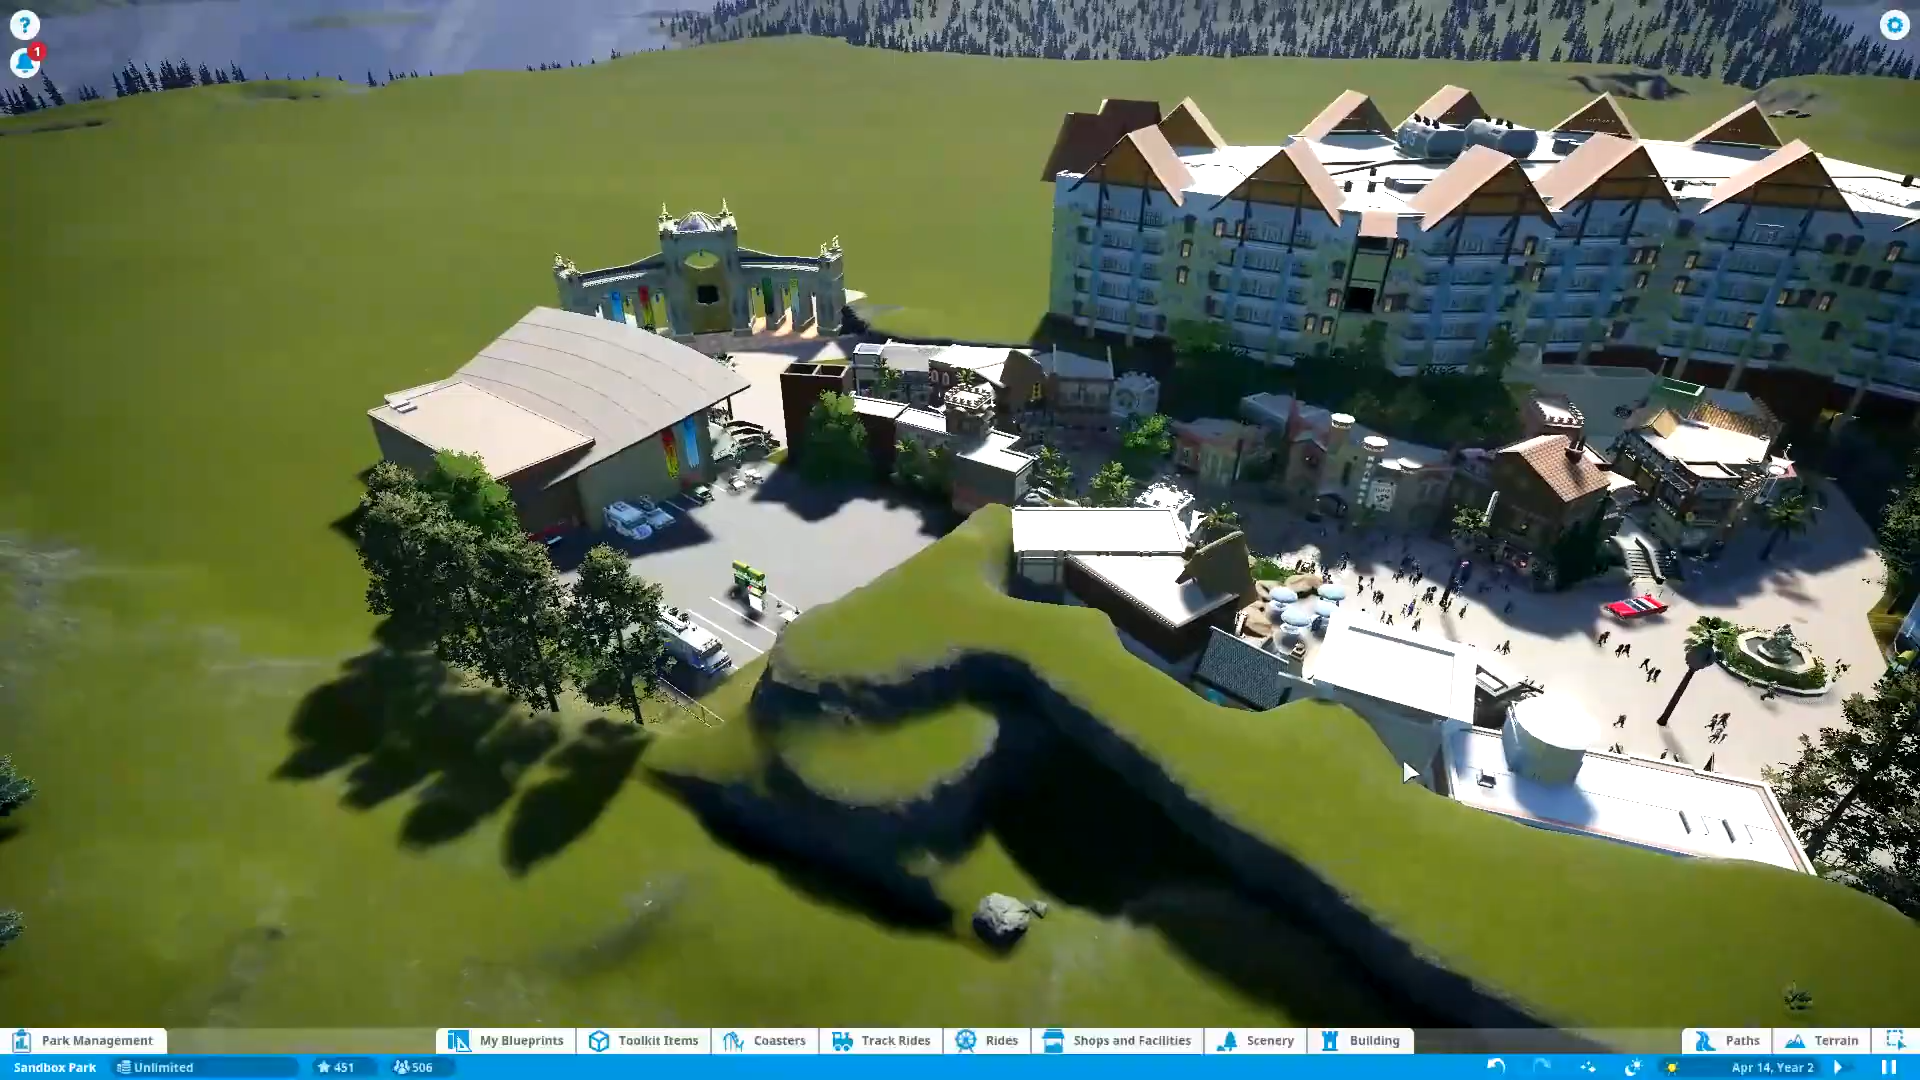 ?
1
Park Management
My Blueprints
Toolkit Items
Coasters
Track Rides
Rides
Shops and Facilities
Scenery
Building
Paths
Terrain
Sandbox Park
Unlimited
451
506
Apr 14, Year 2